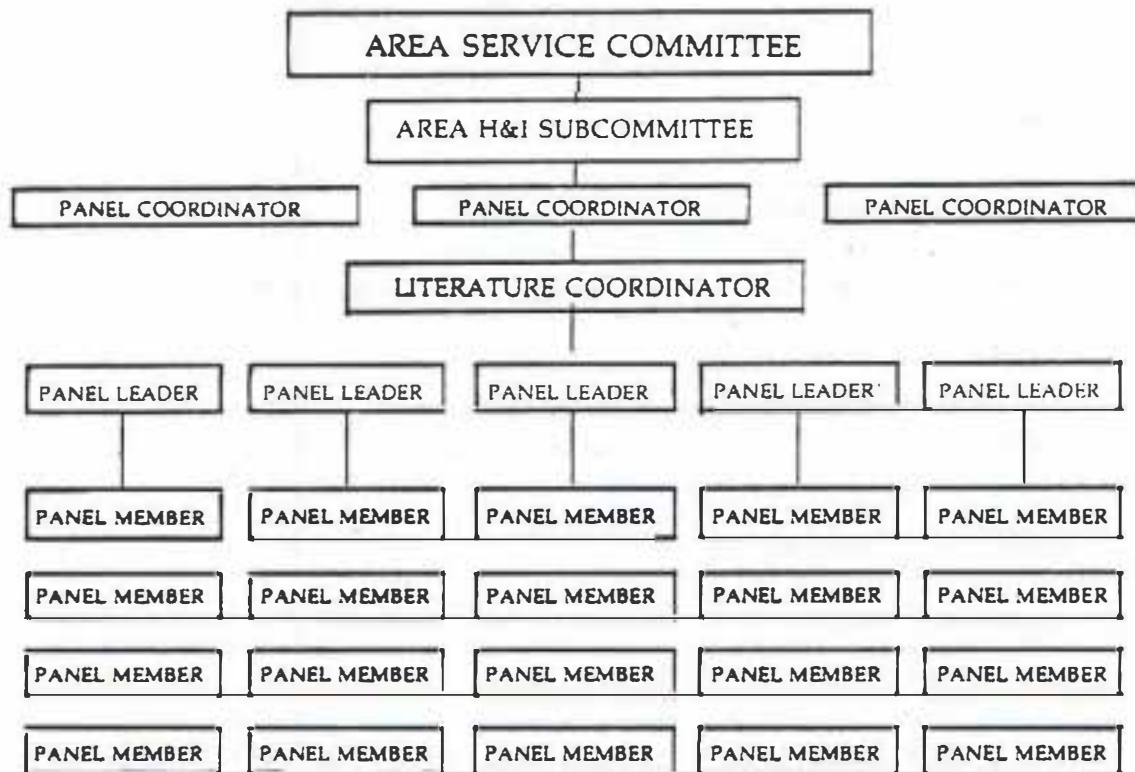 AREA SERVICE COMMITTEE
AREA H&I SUBCOMMITTEE
PANEL COORDINATOR PANEL COORDINATOR PANEL COORDINATOR
LITERATURE COORDINATOR
PANEL LEADER PANEL LEADER PANEL LEADER PANEL LEADER PANEL LEADER
PANEL MEMBER PANEL MEMBER PANEL MEMBER PANEL MEMBER PANEL MEMBER
PANEL MEMBER PANEL MEMBER PANEL MEMBER PANEL MEMBER PANEL MEMBER
PANEL MEMBER PANEL MEMBER PANEL MEMBER PANEL MEMBER PANEL MEMBER
PANEL MEMBER PANEL MEMBER PANEL MEMBER PANEL MEMBER PANEL MEMBER